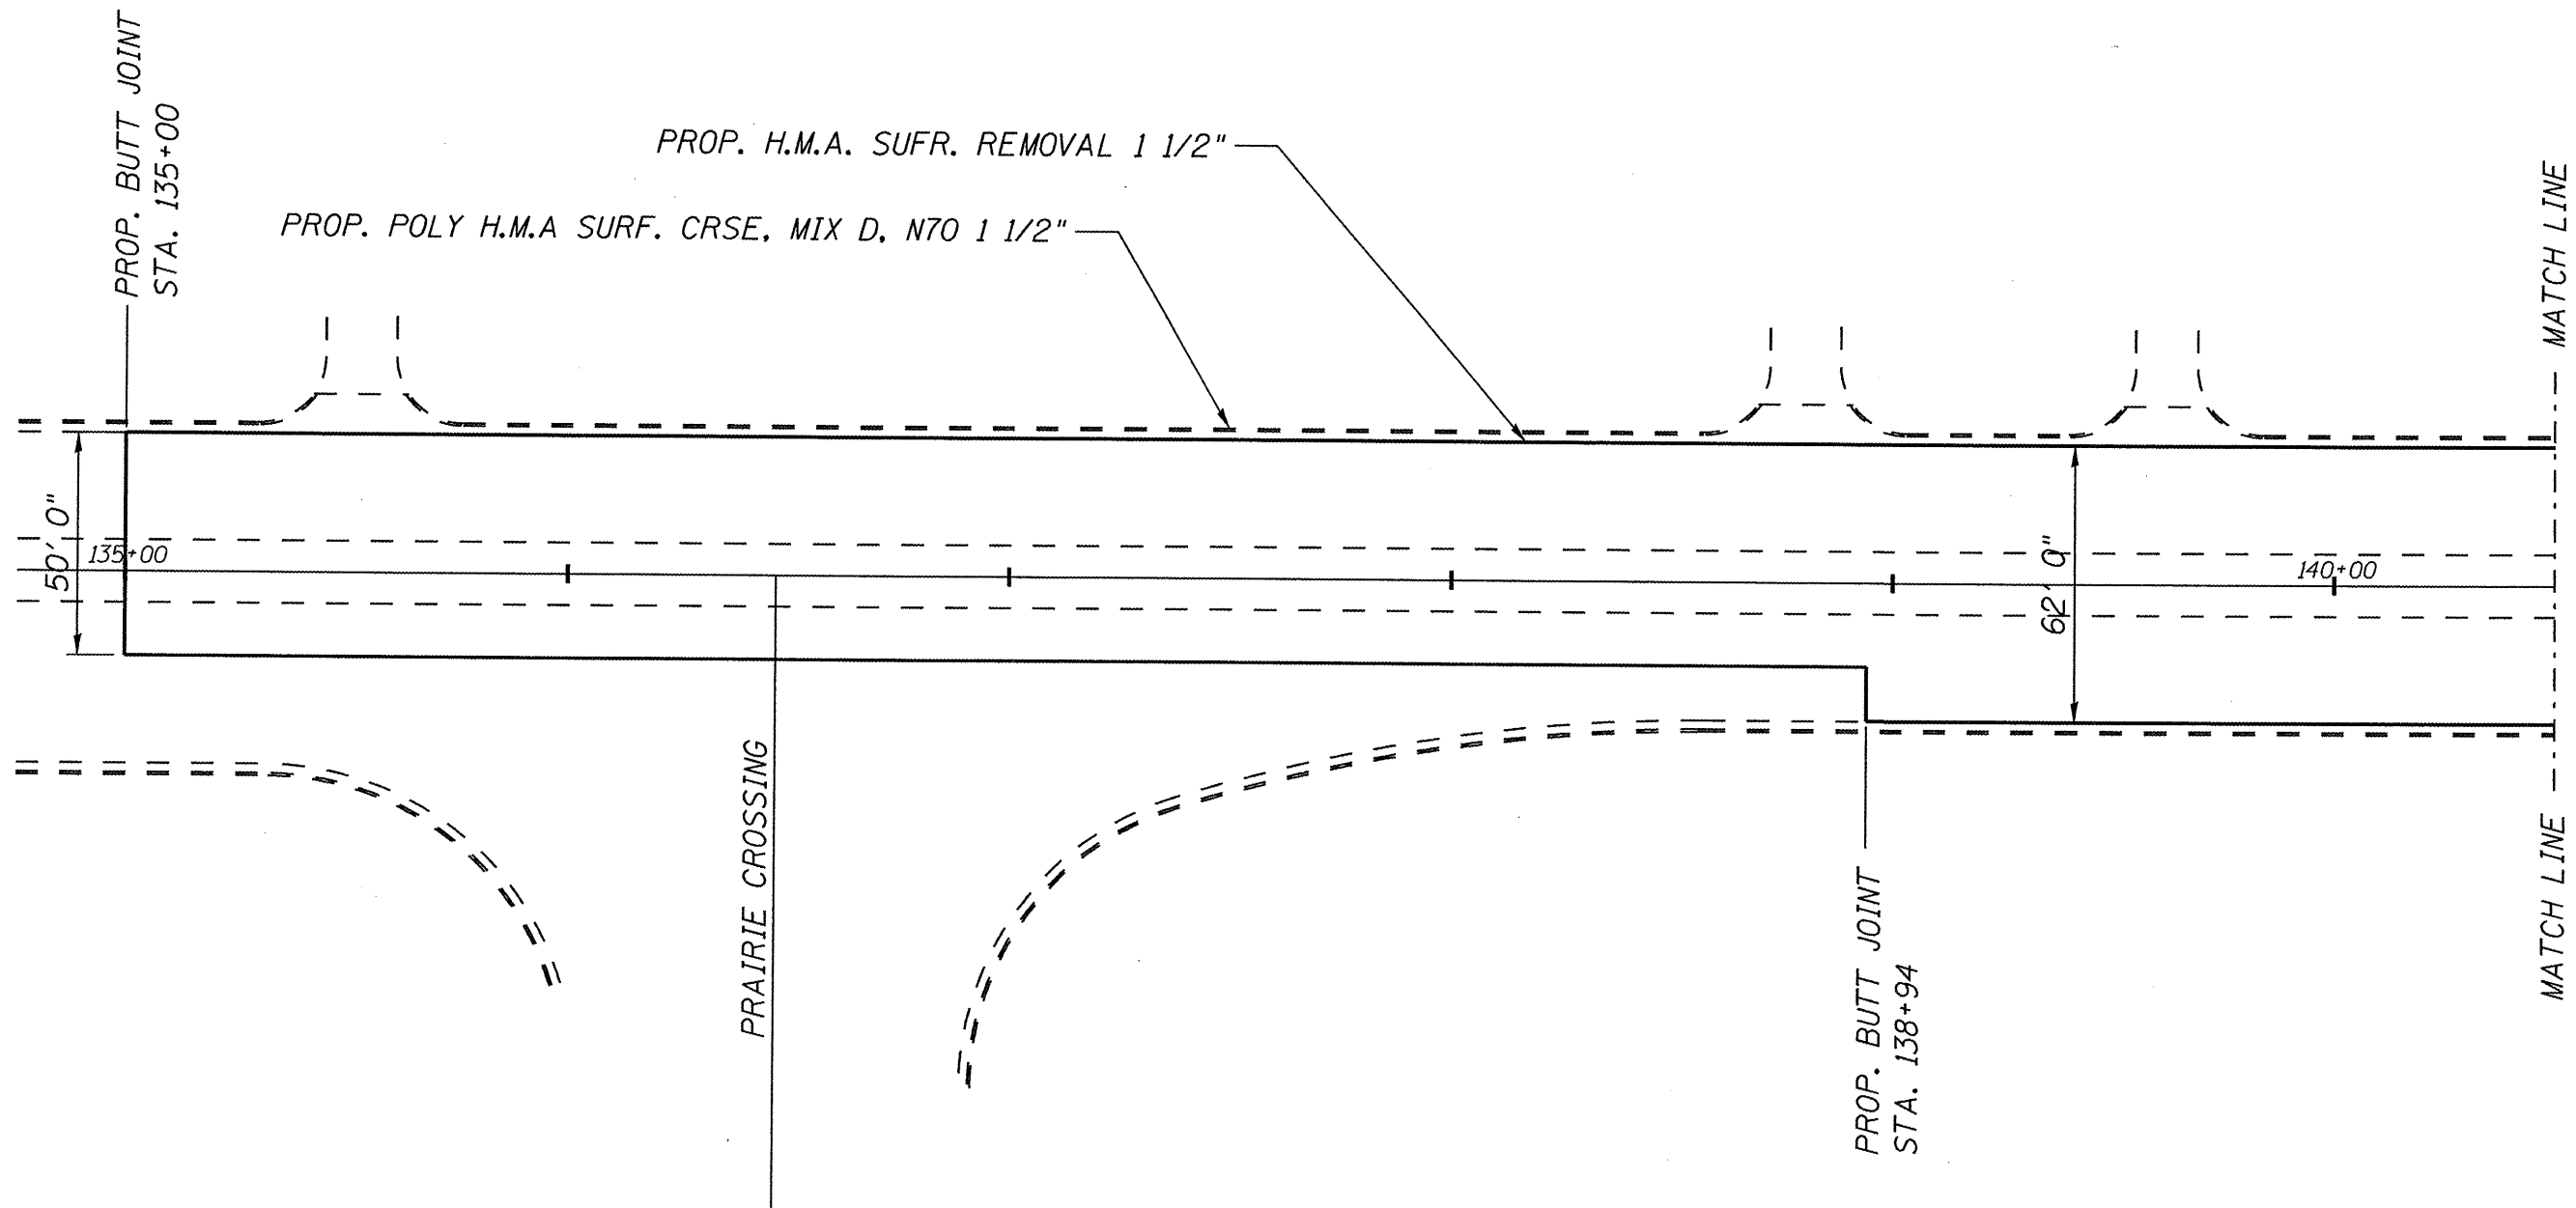 PROP. BUTT JOINT
STA. 135+00
PROP. H.M.A. SUFR. REMOVAL 1 1/2"
PROP. POLY H.M.A SURF. CRSE, MIX D, N70 1 1/2"
MATCH LINE
50' 0"
135+00
62' 0"
140+00
PRAIRIE CROSSING
PROP. BUTT JOINT
STA. 138+94
MATCH LINE